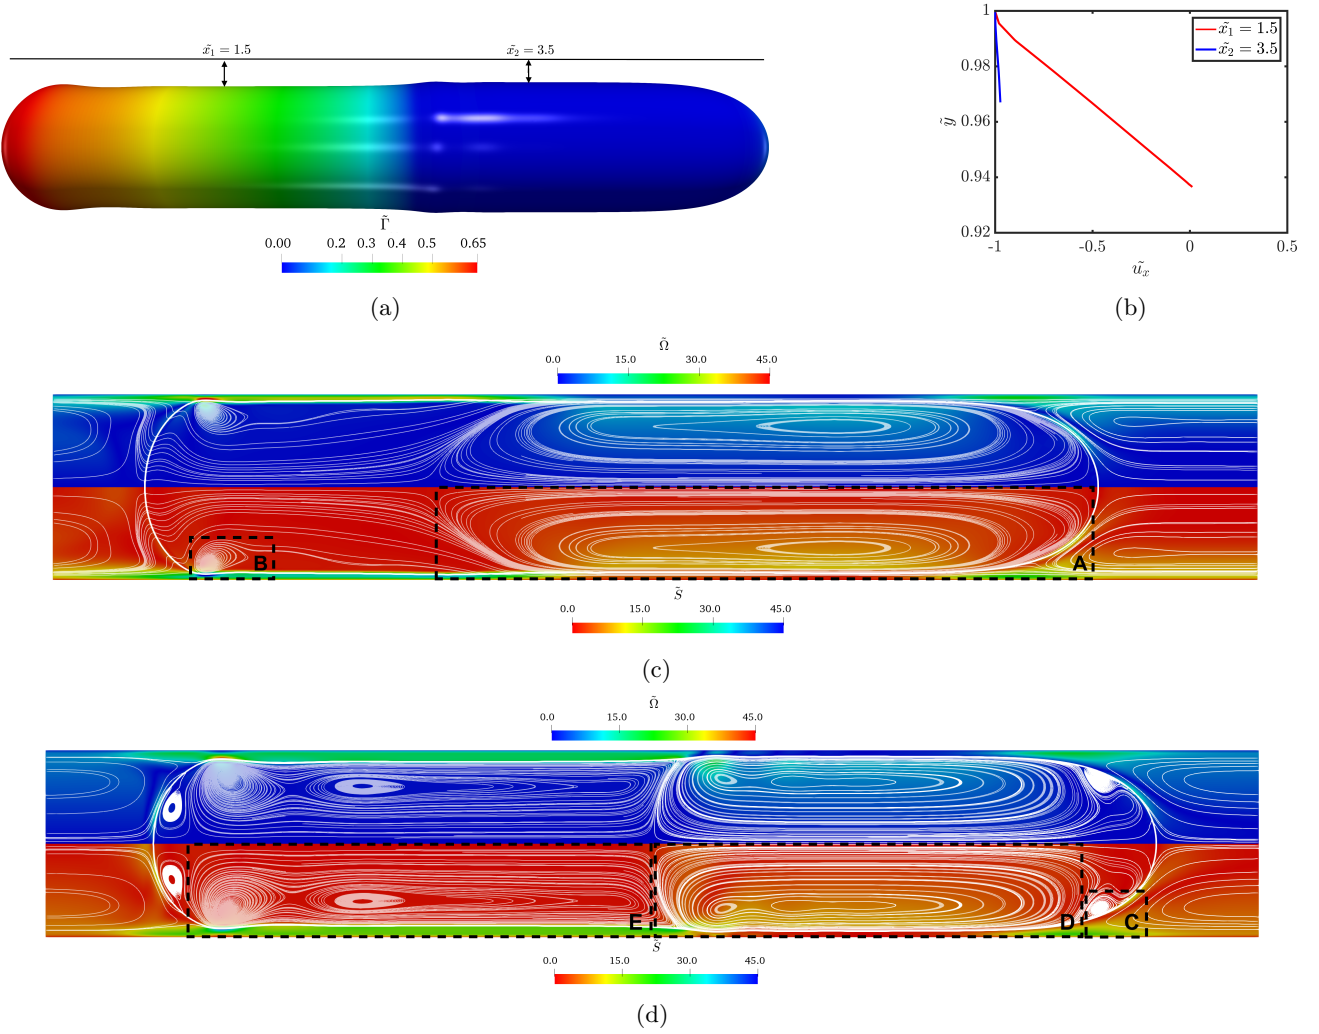 x̃₁ = 1.5 x̃₂ = 3.5
Γ̃
0.00 0.2 0.3 0.4 0.5 0.65
(a)
1
0.98
0.96
0.94
0.92
ỹ
-1 -0.5 0 0.5
ũₓ
x̃₁ = 1.5
x̃₂ = 3.5
(b)
Ω̃
0.0 15.0 30.0 45.0
B A
S̃
0.0 15.0 30.0 45.0
(c)
Ω̃
0.0 15.0 30.0 45.0
E D C
S̃
0.0 15.0 30.0 45.0
(d)